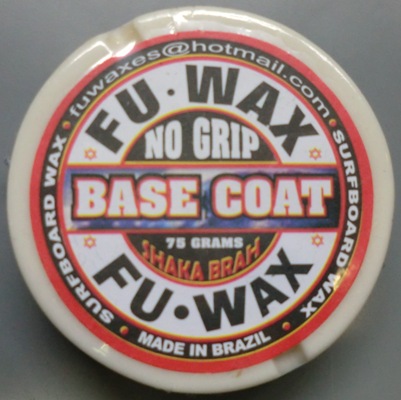 fuwaxes@hotmail.com
FU • WAX
NO GRIP
BASE COAT
75 GRAMS
SHAKA BRAH
FU • WAX
SURFBOARD WAX
SURFBOARD WAX
MADE IN BRAZIL